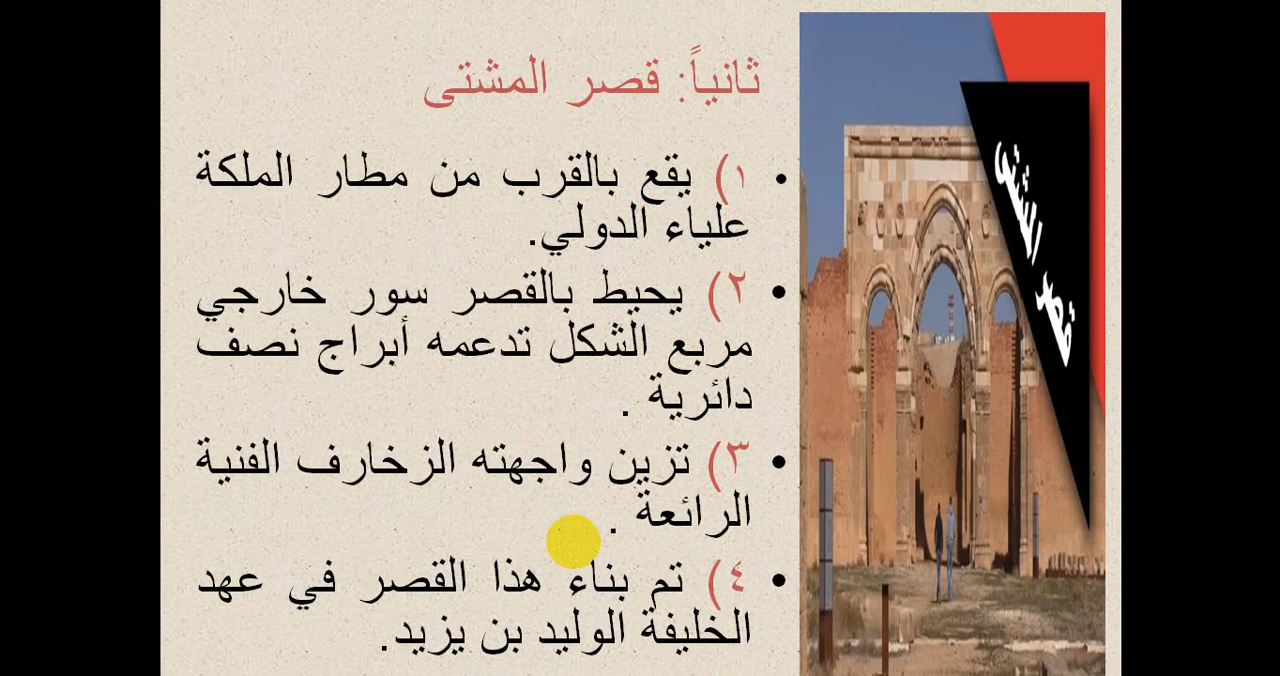 ثانياً: قصر المشتى
• ١) يقع بالقرب من مطار الملكة
علياء الدولي.
• ٢) يحيط بالقصر سور خارجي
مربع الشكل تدعمه أبراج نصف
دائرية .
• ٣) تزين واجهته الزخارف الفنية
الرائعة .
• ٤) تم بناء هذا القصر في عهد
الخليفة الوليد بن يزيد.
قصر المشتى